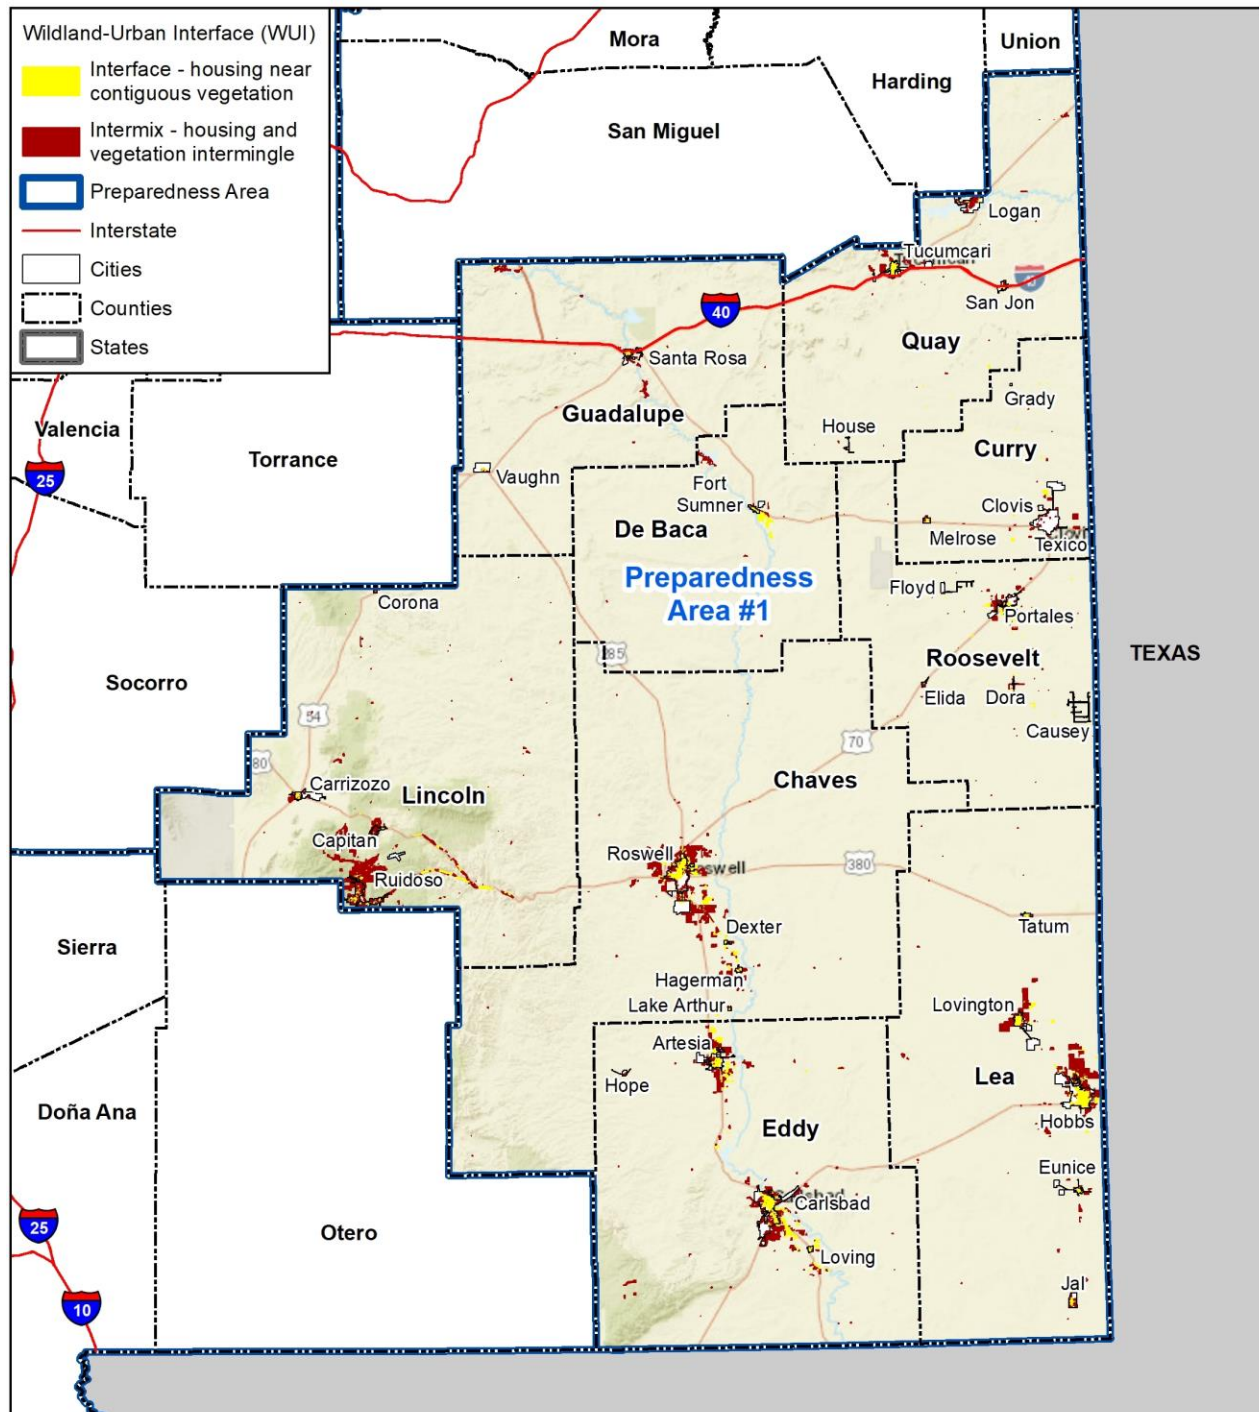 Wildland-Urban Interface (WUI)
Interface - housing near
contiguous vegetation
Intermix - housing and
vegetation intermingle
Preparedness Area
Interstate
Cities
Counties
States
Mora
Union
Harding
San Miguel
Logan
Tucumcari
San Jon
40
Quay
Santa Rosa
Grady
Guadalupe
House
Valencia
Torrance
Curry
25
Vaughn
Fort
Sumner
Clovis
De Baca
Melrose
Texico
Preparedness
Area #1
Floyd
Corona
Portales
285
Roosevelt
TEXAS
Socorro
Elida
Dora
54
Causey
70
80
Carrizozo
Lincoln
Chaves
Capitan
Roswell
380
Ruidoso
Dexter
Tatum
Sierra
Hagerman
Lake Arthur
Lovington
Artesia
Hope
Lea
Doña Ana
Hobbs
Eddy
Eunice
Carlsbad
25
Otero
Loving
Jal
10